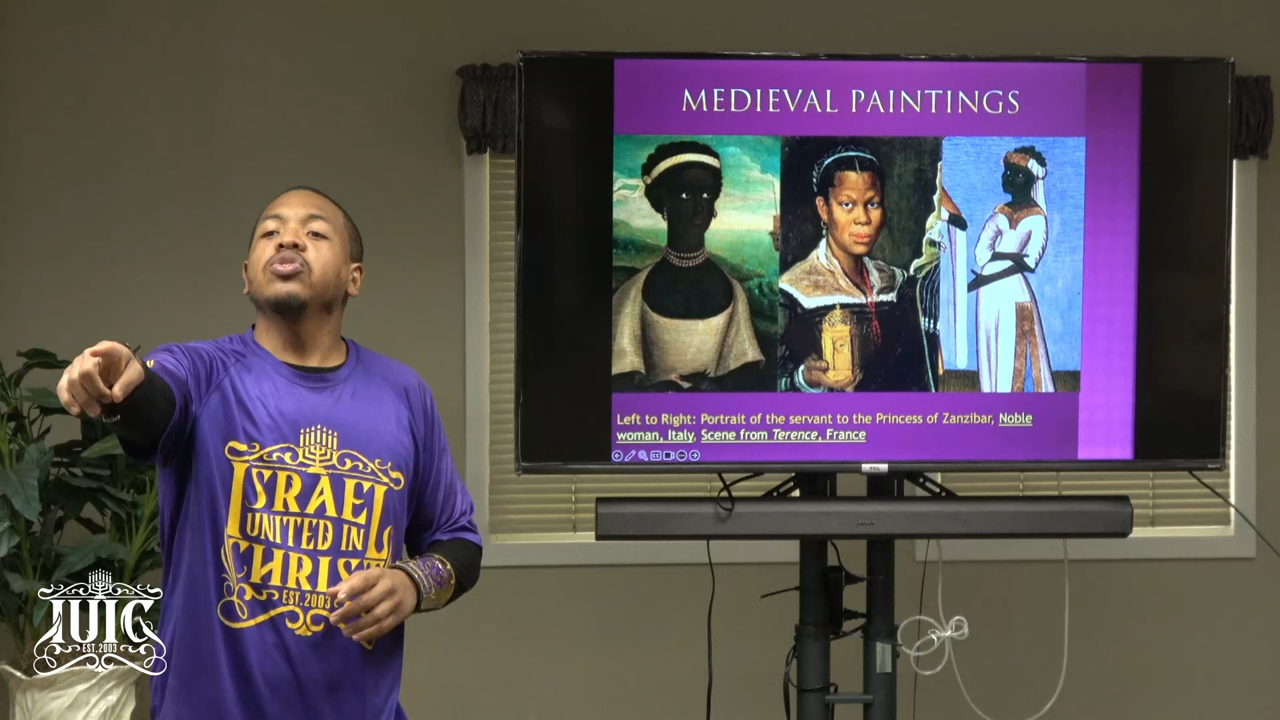 MEDIEVAL PAINTINGS
Left to Right: Portrait of the servant to the Princess of Zanzibar, Noble
woman, Italy, Scene from Terence, France
TCL
ISRAEL
UNITED IN
CHRIST
EST. 2003
IUIC
EST. 2003